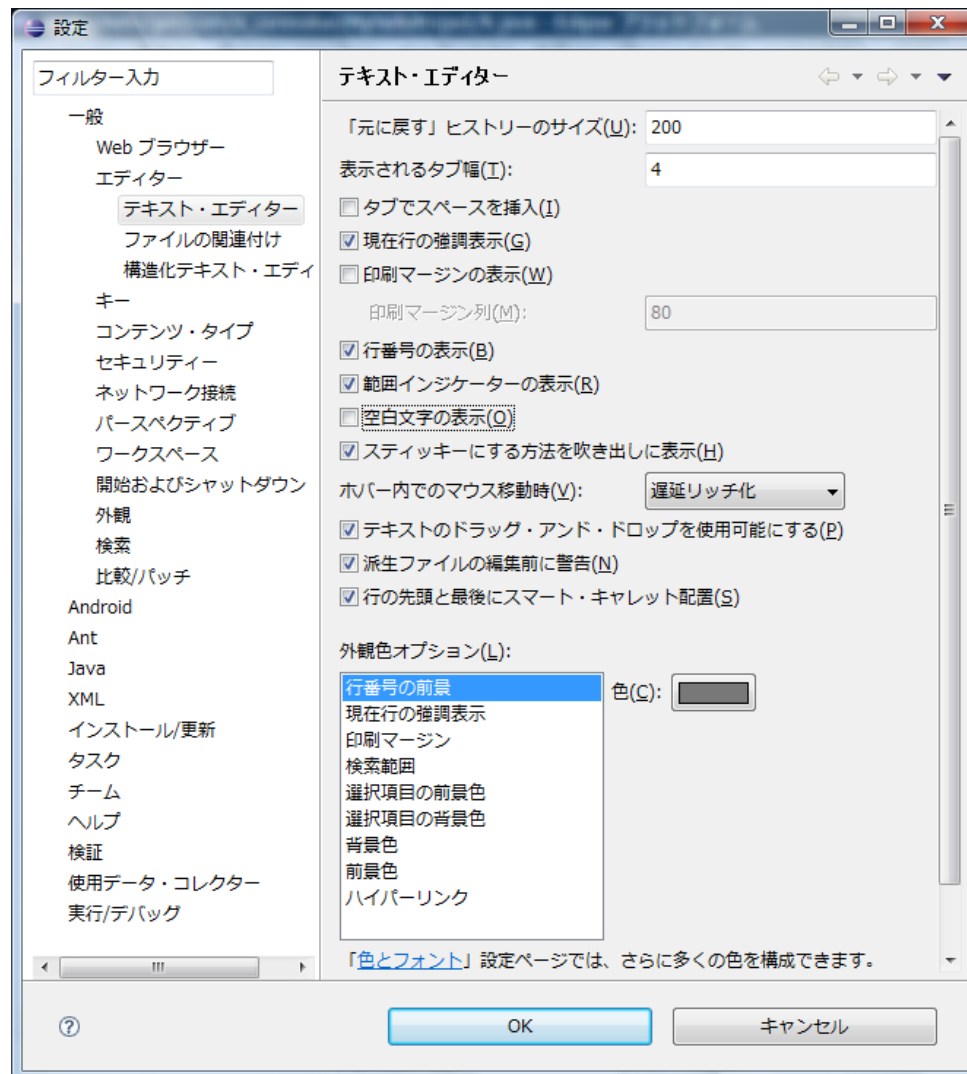 設定
フィルター入力
一般
Web ブラウザー
エディター
テキスト・エディター
ファイルの関連付け
構造化テキスト・エディ
キー
コンテンツ・タイプ
セキュリティー
ネットワーク接続
パースペクティブ
ワークスペース
開始およびシャットダウン
外観
検索
比較/パッチ
Android
Ant
Java
XML
インストール/更新
タスク
チーム
ヘルプ
検証
使用データ・コレクター
実行/デバッグ
テキスト・エディター
「元に戻す」ヒストリーのサイズ(U): 200
表示されるタブ幅(T): 4
タブでスペースを挿入(I)
現在行の強調表示(G)
印刷マージンの表示(W)
印刷マージン列(M): 80
行番号の表示(B)
範囲インジケーターの表示(R)
空白文字の表示(O)
スティッキーにする方法を吹き出しに表示(H)
ホバー内でのマウス移動時(V): 遅延リッチ化
テキストのドラッグ・アンド・ドロップを使用可能にする(P)
派生ファイルの編集前に警告(N)
行の先頭と最後にスマート・キャレット配置(S)
外観色オプション(L):
行番号の前景
色(C):
現在行の強調表示
印刷マージン
検索範囲
選択項目の前景色
選択項目の背景色
背景色
前景色
ハイパーリンク
「色とフォント」設定ページでは、さらに多くの色を構成できます。
OK
キャンセル